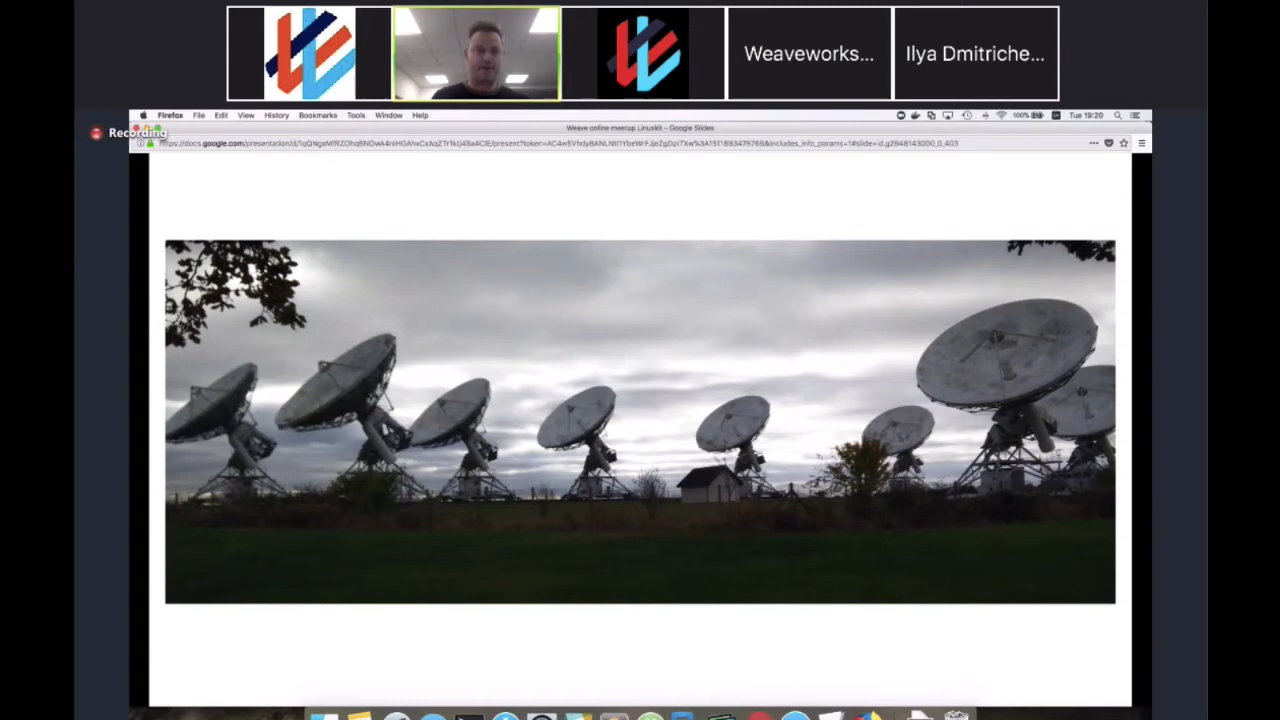 Weaveworks...
Ilya Dmitriche...
Firefox File Edit View History Bookmarks Tools Window Help
100%
Tue 19:20
Recording
Weave online meetup Linuxkit - Google Slides